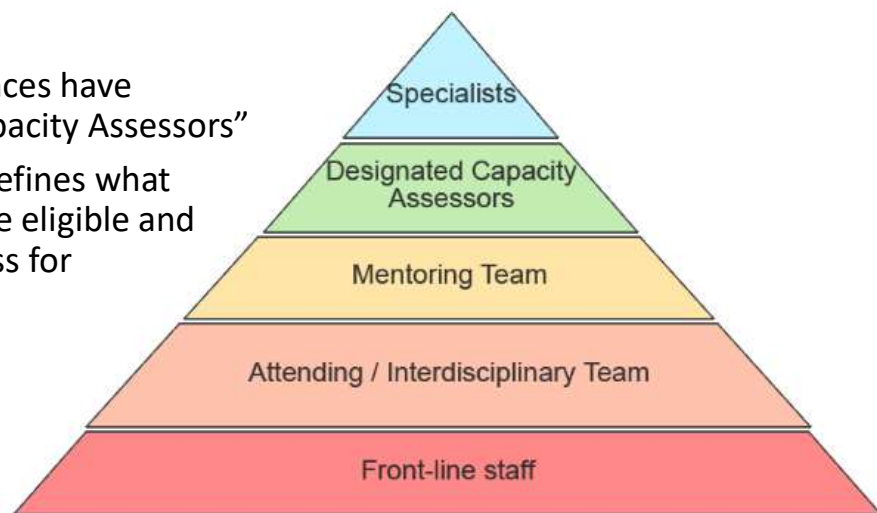 ces have
pacity Assessors”
efines what
e eligible and
ss for
Specialists
Designated Capacity
Assessors
Mentoring Team
Attending / Interdisciplinary Team
Front-line staff